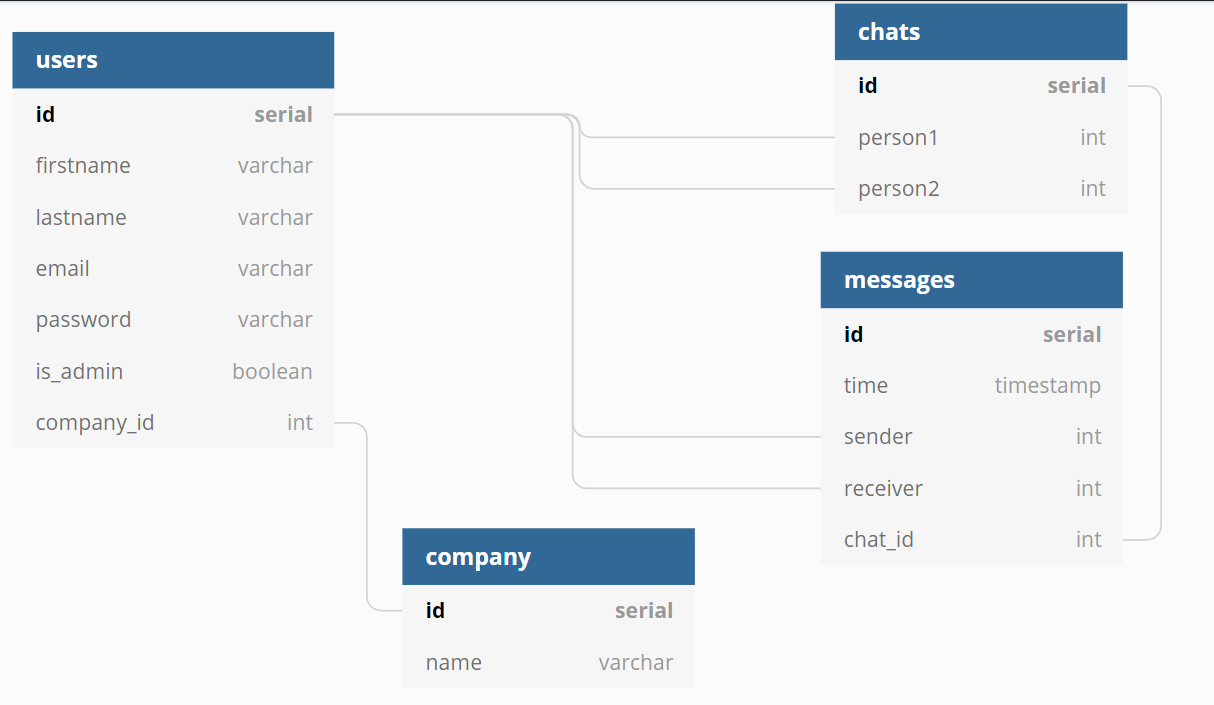 users
id serial
firstname varchar
lastname varchar
email varchar
password varchar
is_admin boolean
company_id int
chats
id serial
person1 int
person2 int
messages
id serial
time timestamp
sender int
receiver int
chat_id int
company
id serial
name varchar